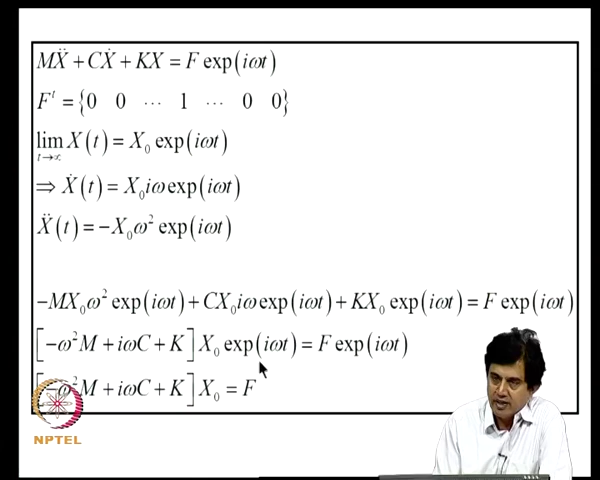 MẌ + CẊ + KX = F exp(iωt)
Fᵗ = {0 0 ⋯ 1 ⋯ 0 0}
lim t→∞ X(t) = X₀ exp(iωt)
⇒ Ẋ(t) = X₀iω exp(iωt)
Ẍ(t) = −X₀ω² exp(iωt)
−MX₀ω² exp(iωt) + CX₀iω exp(iωt) + KX₀ exp(iωt) = F exp(iωt)
[−ω²M + iωC + K] X₀ exp(iωt) = F exp(iωt)
[−ω²M + iωC + K] X₀ = F
NPTEL